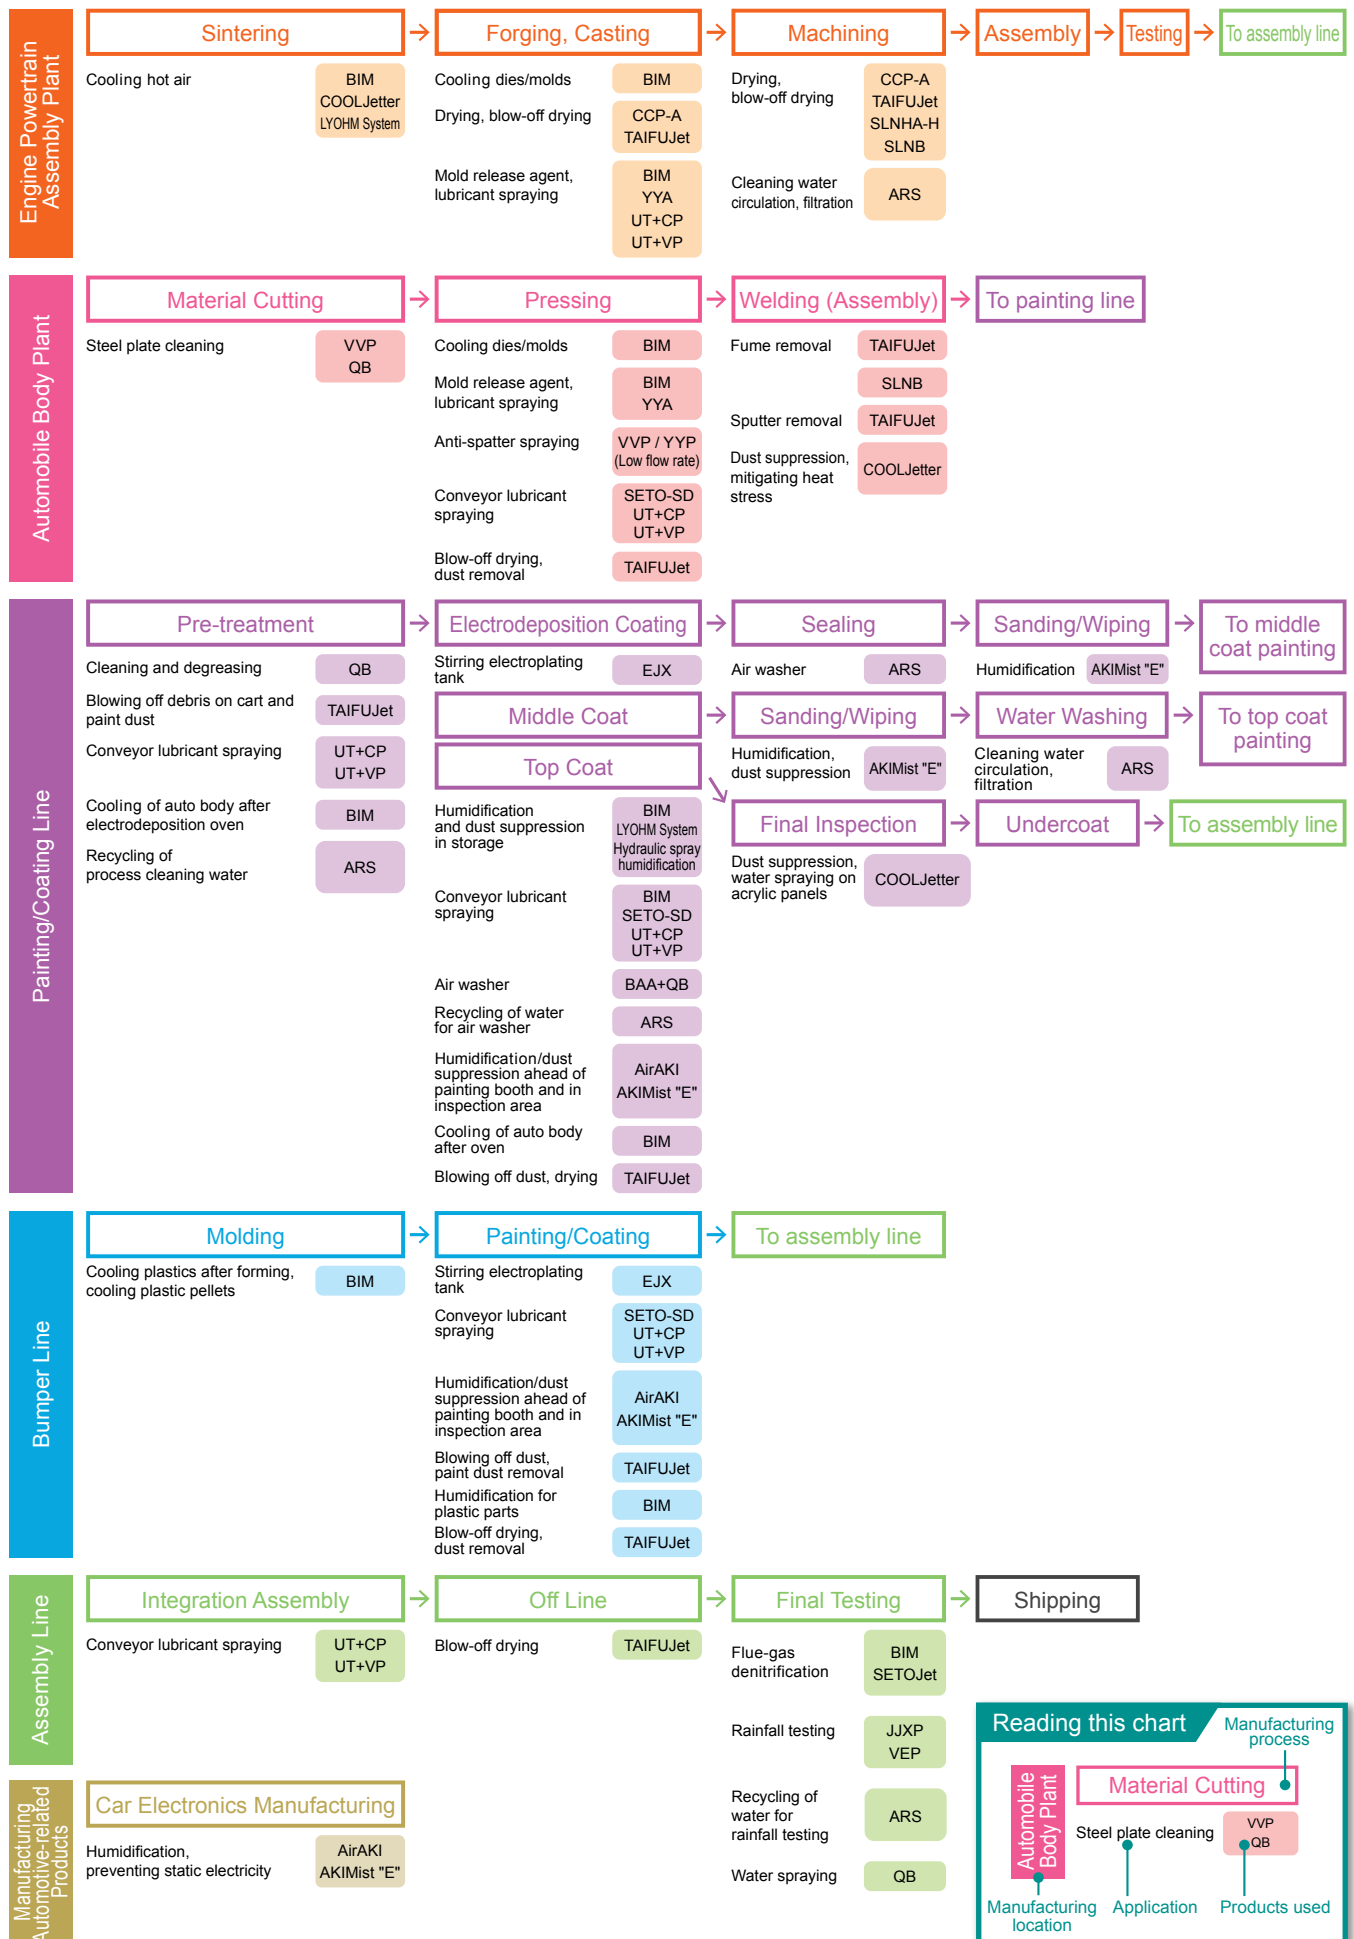 Engine Powertrain
Assembly Plant
Sintering
Forging, Casting
Machining
Assembly
Testing
To assembly line
Cooling hot air
BIM
COOLJetter
LYOHM System
Cooling dies/molds
BIM
Drying, blow-off drying
CCP-A
TAIFUJet
Mold release agent,
lubricant spraying
BIM
YYA
UT+CP
UT+VP
Drying,
blow-off drying
CCP-A
TAIFUJet
SLNHA-H
SLNB
Cleaning water
circulation, filtration
ARS
Automobile Body Plant
Material Cutting
Pressing
Welding (Assembly)
To painting line
Steel plate cleaning
VVP
QB
Cooling dies/molds
BIM
Mold release agent,
lubricant spraying
BIM
YYA
Anti-spatter spraying
VVP / YYP
(Low flow rate)
Conveyor lubricant
spraying
SETO-SD
UT+CP
UT+VP
Blow-off drying,
dust removal
TAIFUJet
Fume removal
TAIFUJet
SLNB
Sputter removal
TAIFUJet
Dust suppression,
mitigating heat
stress
COOLJetter
Painting/Coating Line
Pre-treatment
Electrodeposition Coating
Sealing
Sanding/Wiping
To middle
coat painting
Cleaning and degreasing
QB
Blowing off debris on cart and
paint dust
TAIFUJet
Conveyor lubricant spraying
UT+CP
UT+VP
Cooling of auto body after
electrodeposition oven
BIM
Recycling of
process cleaning water
ARS
Stirring electroplating
tank
EJX
Air washer
ARS
Humidification
AKIMist "E"
Middle Coat
Sanding/Wiping
Water Washing
To top coat
painting
Humidification,
dust suppression
AKIMist "E"
Cleaning water
circulation,
filtration
ARS
Top Coat
Final Inspection
Undercoat
To assembly line
Humidification
and dust suppression
in storage
BIM
LYOHM System
Hydraulic spray
humidification
Conveyor lubricant
spraying
BIM
SETO-SD
UT+CP
UT+VP
Air washer
BAA+QB
Recycling of water
for air washer
ARS
Humidification/dust
suppression ahead of
painting booth and in
inspection area
AirAKI
AKIMist "E"
Cooling of auto body
after oven
BIM
Blowing off dust, drying
TAIFUJet
Dust suppression,
water spraying on
acrylic panels
COOLJetter
Bumper Line
Molding
Painting/Coating
To assembly line
Cooling plastics after forming,
cooling plastic pellets
BIM
Stirring electroplating
tank
EJX
Conveyor lubricant
spraying
SETO-SD
UT+CP
UT+VP
Humidification/dust
suppression ahead of
painting booth and in
inspection area
AirAKI
AKIMist "E"
Blowing off dust,
paint dust removal
TAIFUJet
Humidification for
plastic parts
BIM
Blow-off drying,
dust removal
TAIFUJet
Assembly Line
Integration Assembly
Off Line
Final Testing
Shipping
Conveyor lubricant spraying
UT+CP
UT+VP
Blow-off drying
TAIFUJet
Flue-gas
denitrification
BIM
SETOJet
Rainfall testing
JJXP
VEP
Recycling of
water for
rainfall testing
ARS
Water spraying
QB
Manufacturing
Automotive-related
Products
Car Electronics Manufacturing
Humidification,
preventing static electricity
AirAKI
AKIMist "E"
Reading this chart
Manufacturing
process
Automobile
Body Plant
Material Cutting
Steel plate cleaning
VVP
QB
Manufacturing
location
Application
Products used